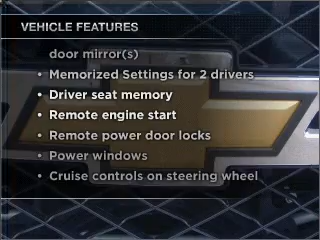 VEHICLE FEATURES
door mirror(s)
• Memorized Settings for 2 drivers
• Driver seat memory
• Remote engine start
• Remote power door locks
• Power windows
• Cruise controls on steering wheel